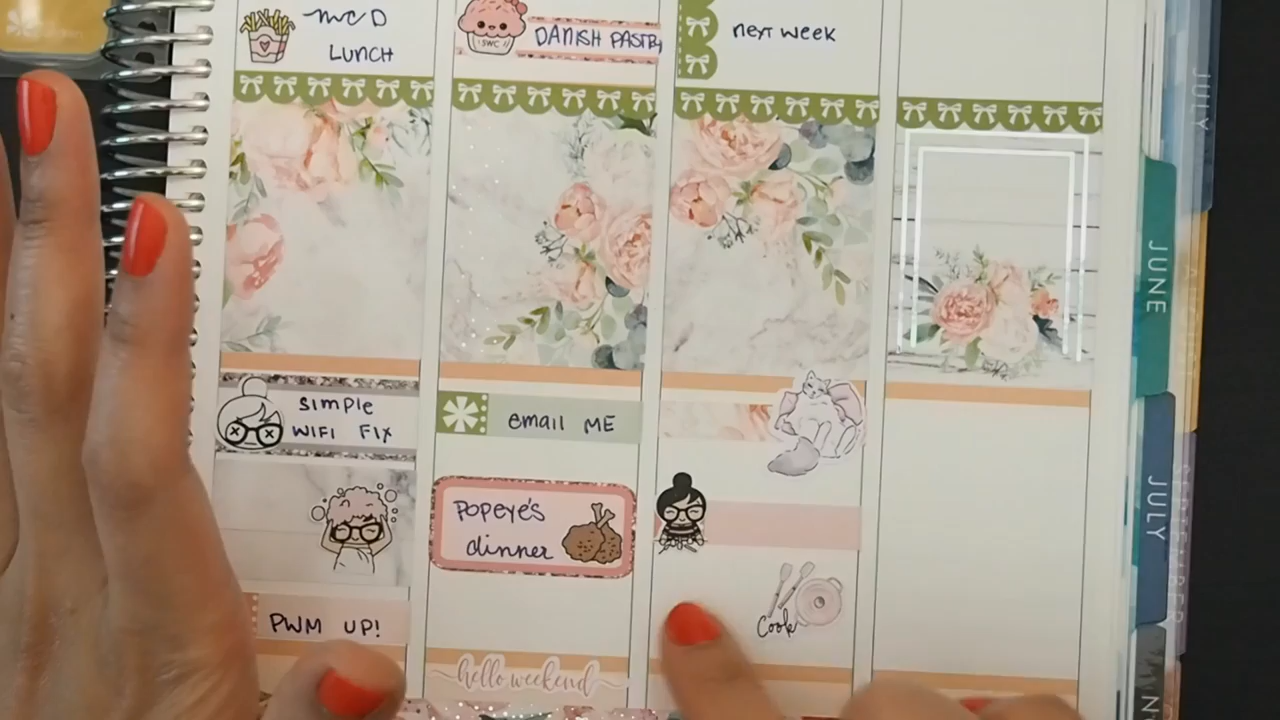 McD
LUNCH
SWC
DANISH PASTRY
next week
SIMPLE
WIFI FIX
email ME
POPEYE'S
dinner
PWM UP!
Cook
hello weekend
JULY
JUNE
JULY